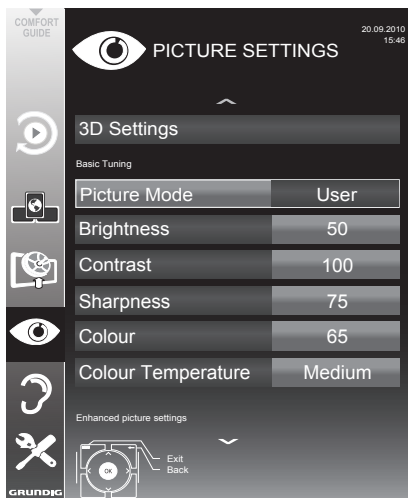 COMFORT
GUIDE
PICTURE SETTINGS
20.09.2010
15:46
3D Settings
Basic Tuning
Picture Mode User
Brightness 50
Contrast 100
Sharpness 75
Colour 65
Colour Temperature Medium
Enhanced picture settings
OK
Exit
Back
GRUNDIG